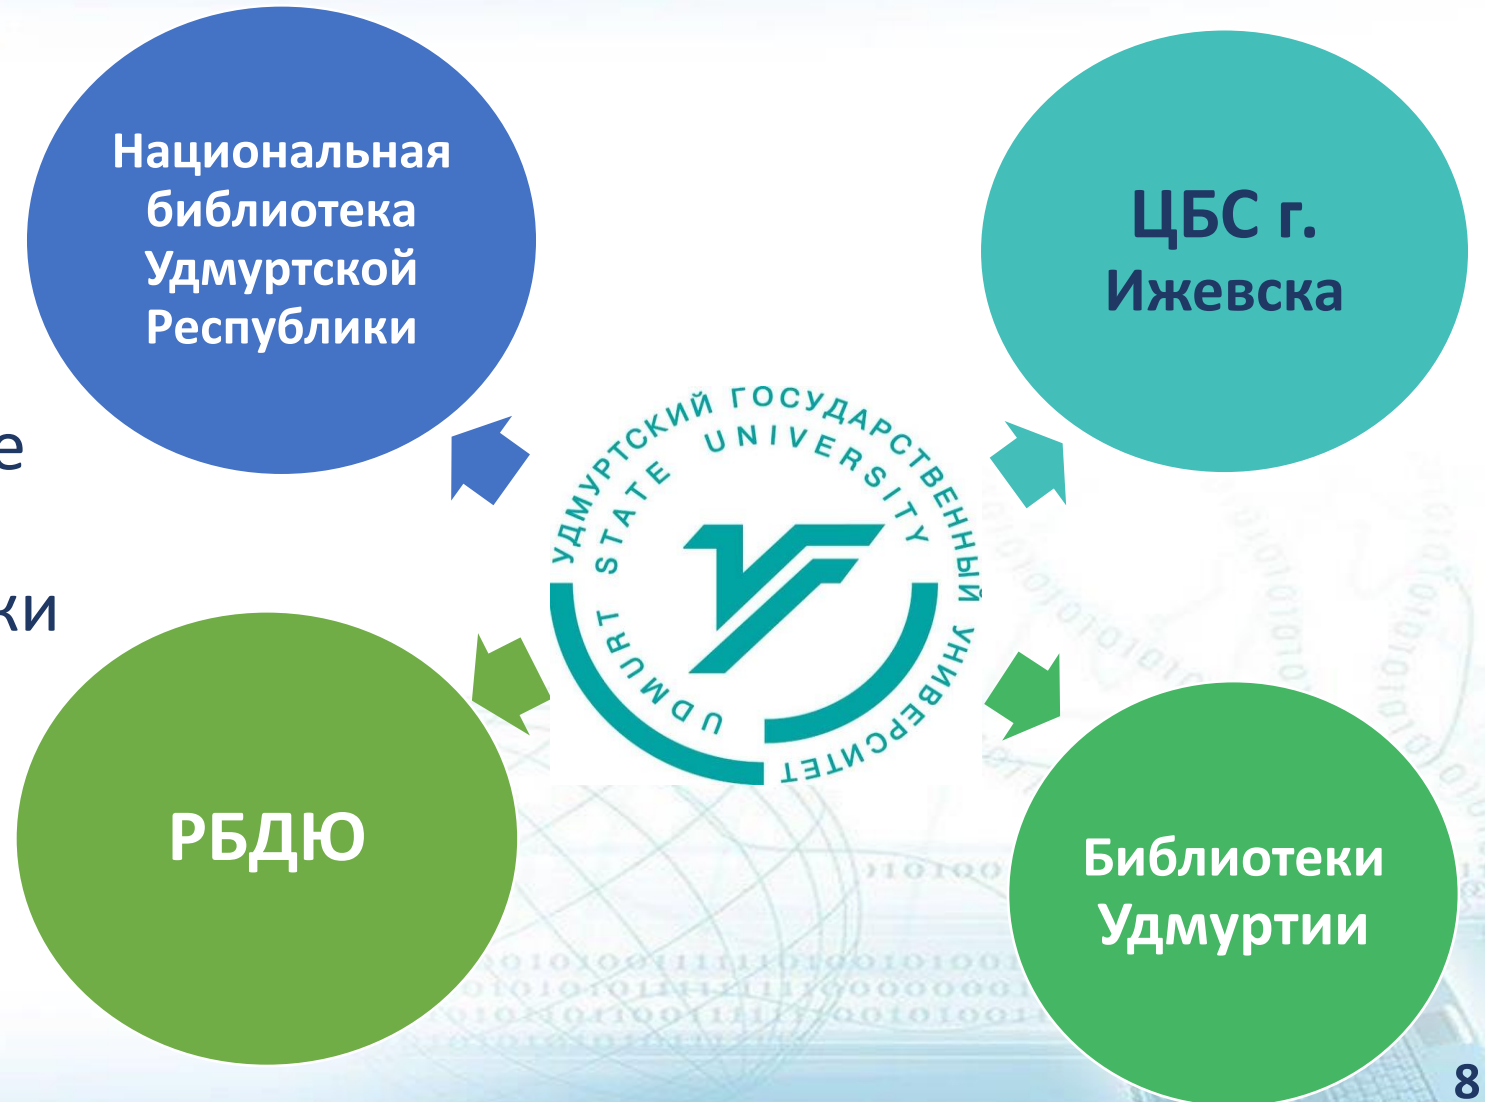 Национальная
библиотека
Удмуртской
Республики
ЦБС г.
Ижевска
УДМУРТСКИЙ ГОСУДАРСТВЕННЫЙ УНИВЕРСИТЕТ
UDMURT STATE UNIVERSITY
РБДЮ
Библиотеки
Удмуртии
8